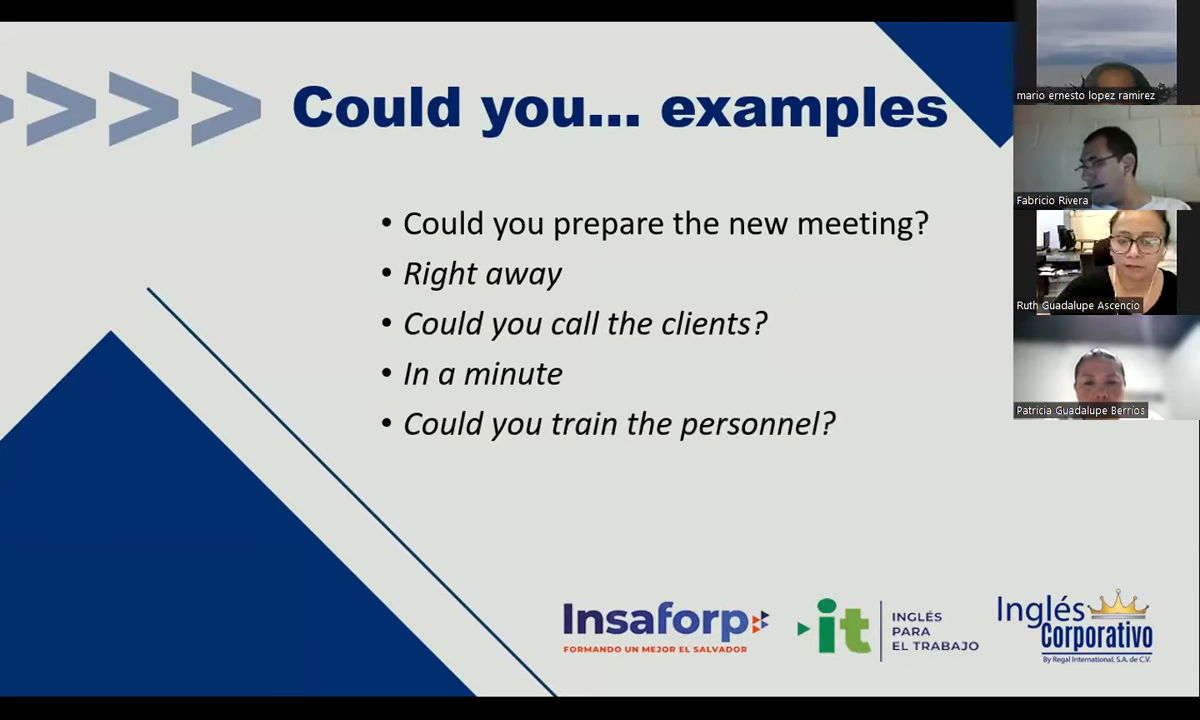 Could you... examples
• Could you prepare the new meeting?
• Right away
• Could you call the clients?
• In a minute
• Could you train the personnel?
mario ernesto lopez ramirez
Fabricio Rivera
Ruth Guadalupe Ascencio
Patricia Guadalupe Berríos
Insaforp
FORMANDO UN MEJOR EL SALVADOR
it
INGLÉS
PARA
EL TRABAJO
Inglés
Corporativo
By Regal International, S.A. de C.V.